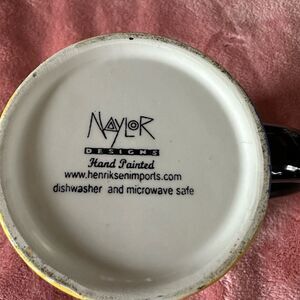 NAYLOR
DESIGNS
Hand Painted
www.henriksenimports.com
dishwasher and microwave safe